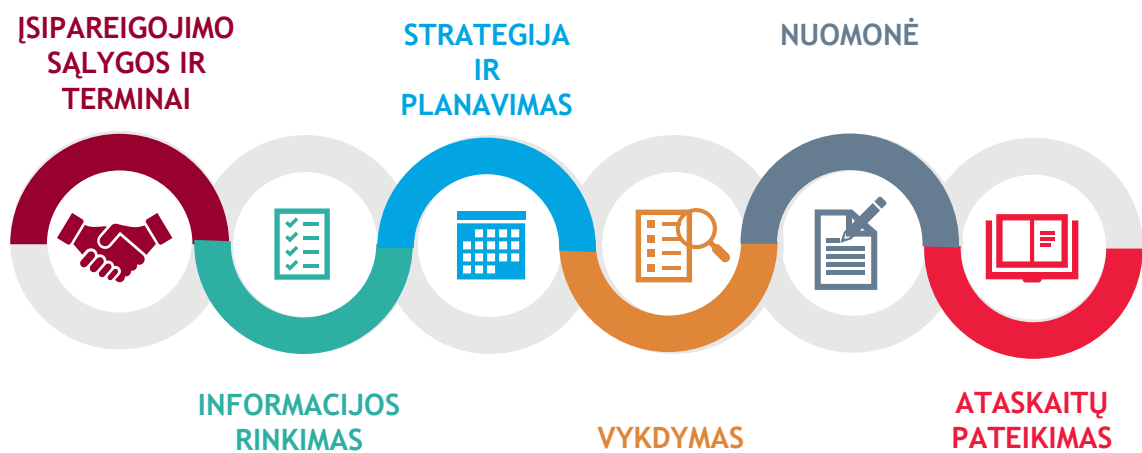 ĮSIPAREIGOJIMO
SĄLYGOS IR
TERMINAI
INFORMACIJOS
RINKIMAS
STRATEGIJA
IR
PLANAVIMAS
VYKDYMAS
NUOMONĖ
ATASKAITŲ
PATEIKIMAS